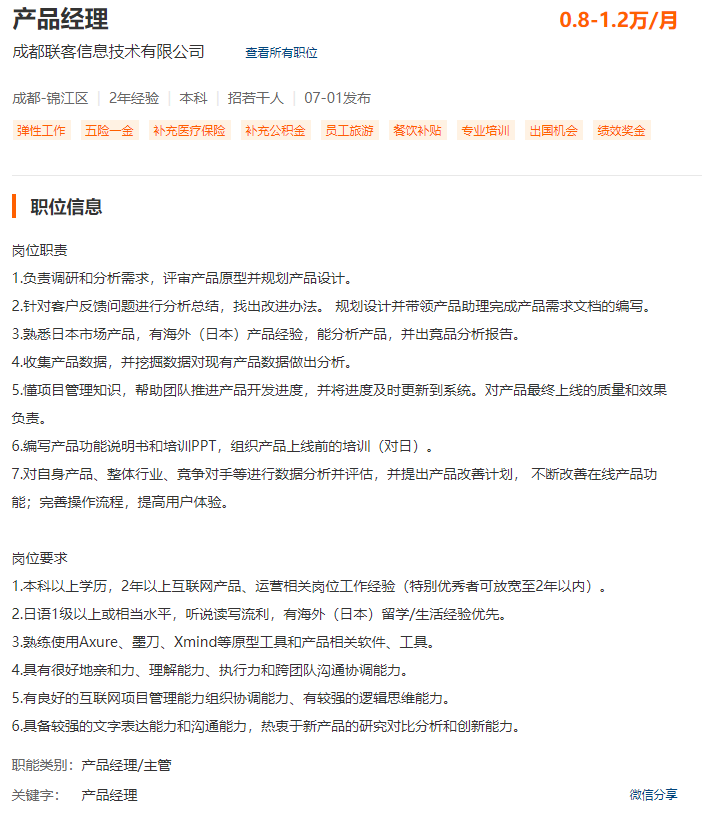 产品经理
0.8-1.2万/月
成都联客信息技术有限公司 查看所有职位
成都-锦江区 | 2年经验 | 本科 | 招若干人 | 07-01发布
弹性工作 五险一金 补充医疗保险 补充公积金 员工旅游 餐饮补贴 专业培训 出国机会 绩效奖金
职位信息
岗位职责
1.负责调研和分析需求，评审产品原型并规划产品设计。
2.针对客户反馈问题进行分析总结，找出改进办法。 规划设计并带领产品助理完成产品需求文档的编写。
3.熟悉日本市场产品，有海外（日本）产品经验，能分析产品，并出竞品分析报告。
4.收集产品数据，并挖掘数据对现有产品数据做出分析。
5.懂项目管理知识，帮助团队推进产品开发进度，并将进度及时更新到系统。对产品最终上线的质量和效果
负责。
6.编写产品功能说明书和培训PPT，组织产品上线前的培训（对日）。
7.对自身产品、整体行业、竞争对手等进行数据分析并评估，并提出产品改善计划， 不断改善在线产品功
能；完善操作流程，提高用户体验。
岗位要求
1.本科以上学历，2年以上互联网产品、运营相关岗位工作经验（特别优秀者可放宽至2年以内）。
2.日语1级以上或相当水平，听说读写流利，有海外（日本）留学/生活经验优先。
3.熟练使用Axure、墨刀、Xmind等原型工具和产品相关软件、工具。
4.具有很好地亲和力、理解能力、执行力和跨团队沟通协调能力。
5.有良好的互联网项目管理能力组织协调能力、有较强的逻辑思维能力。
6.具备较强的文字表达能力和沟通能力，热衷于新产品的研究对比分析和创新能力。
职能类别： 产品经理/主管
关键字： 产品经理
微信分享